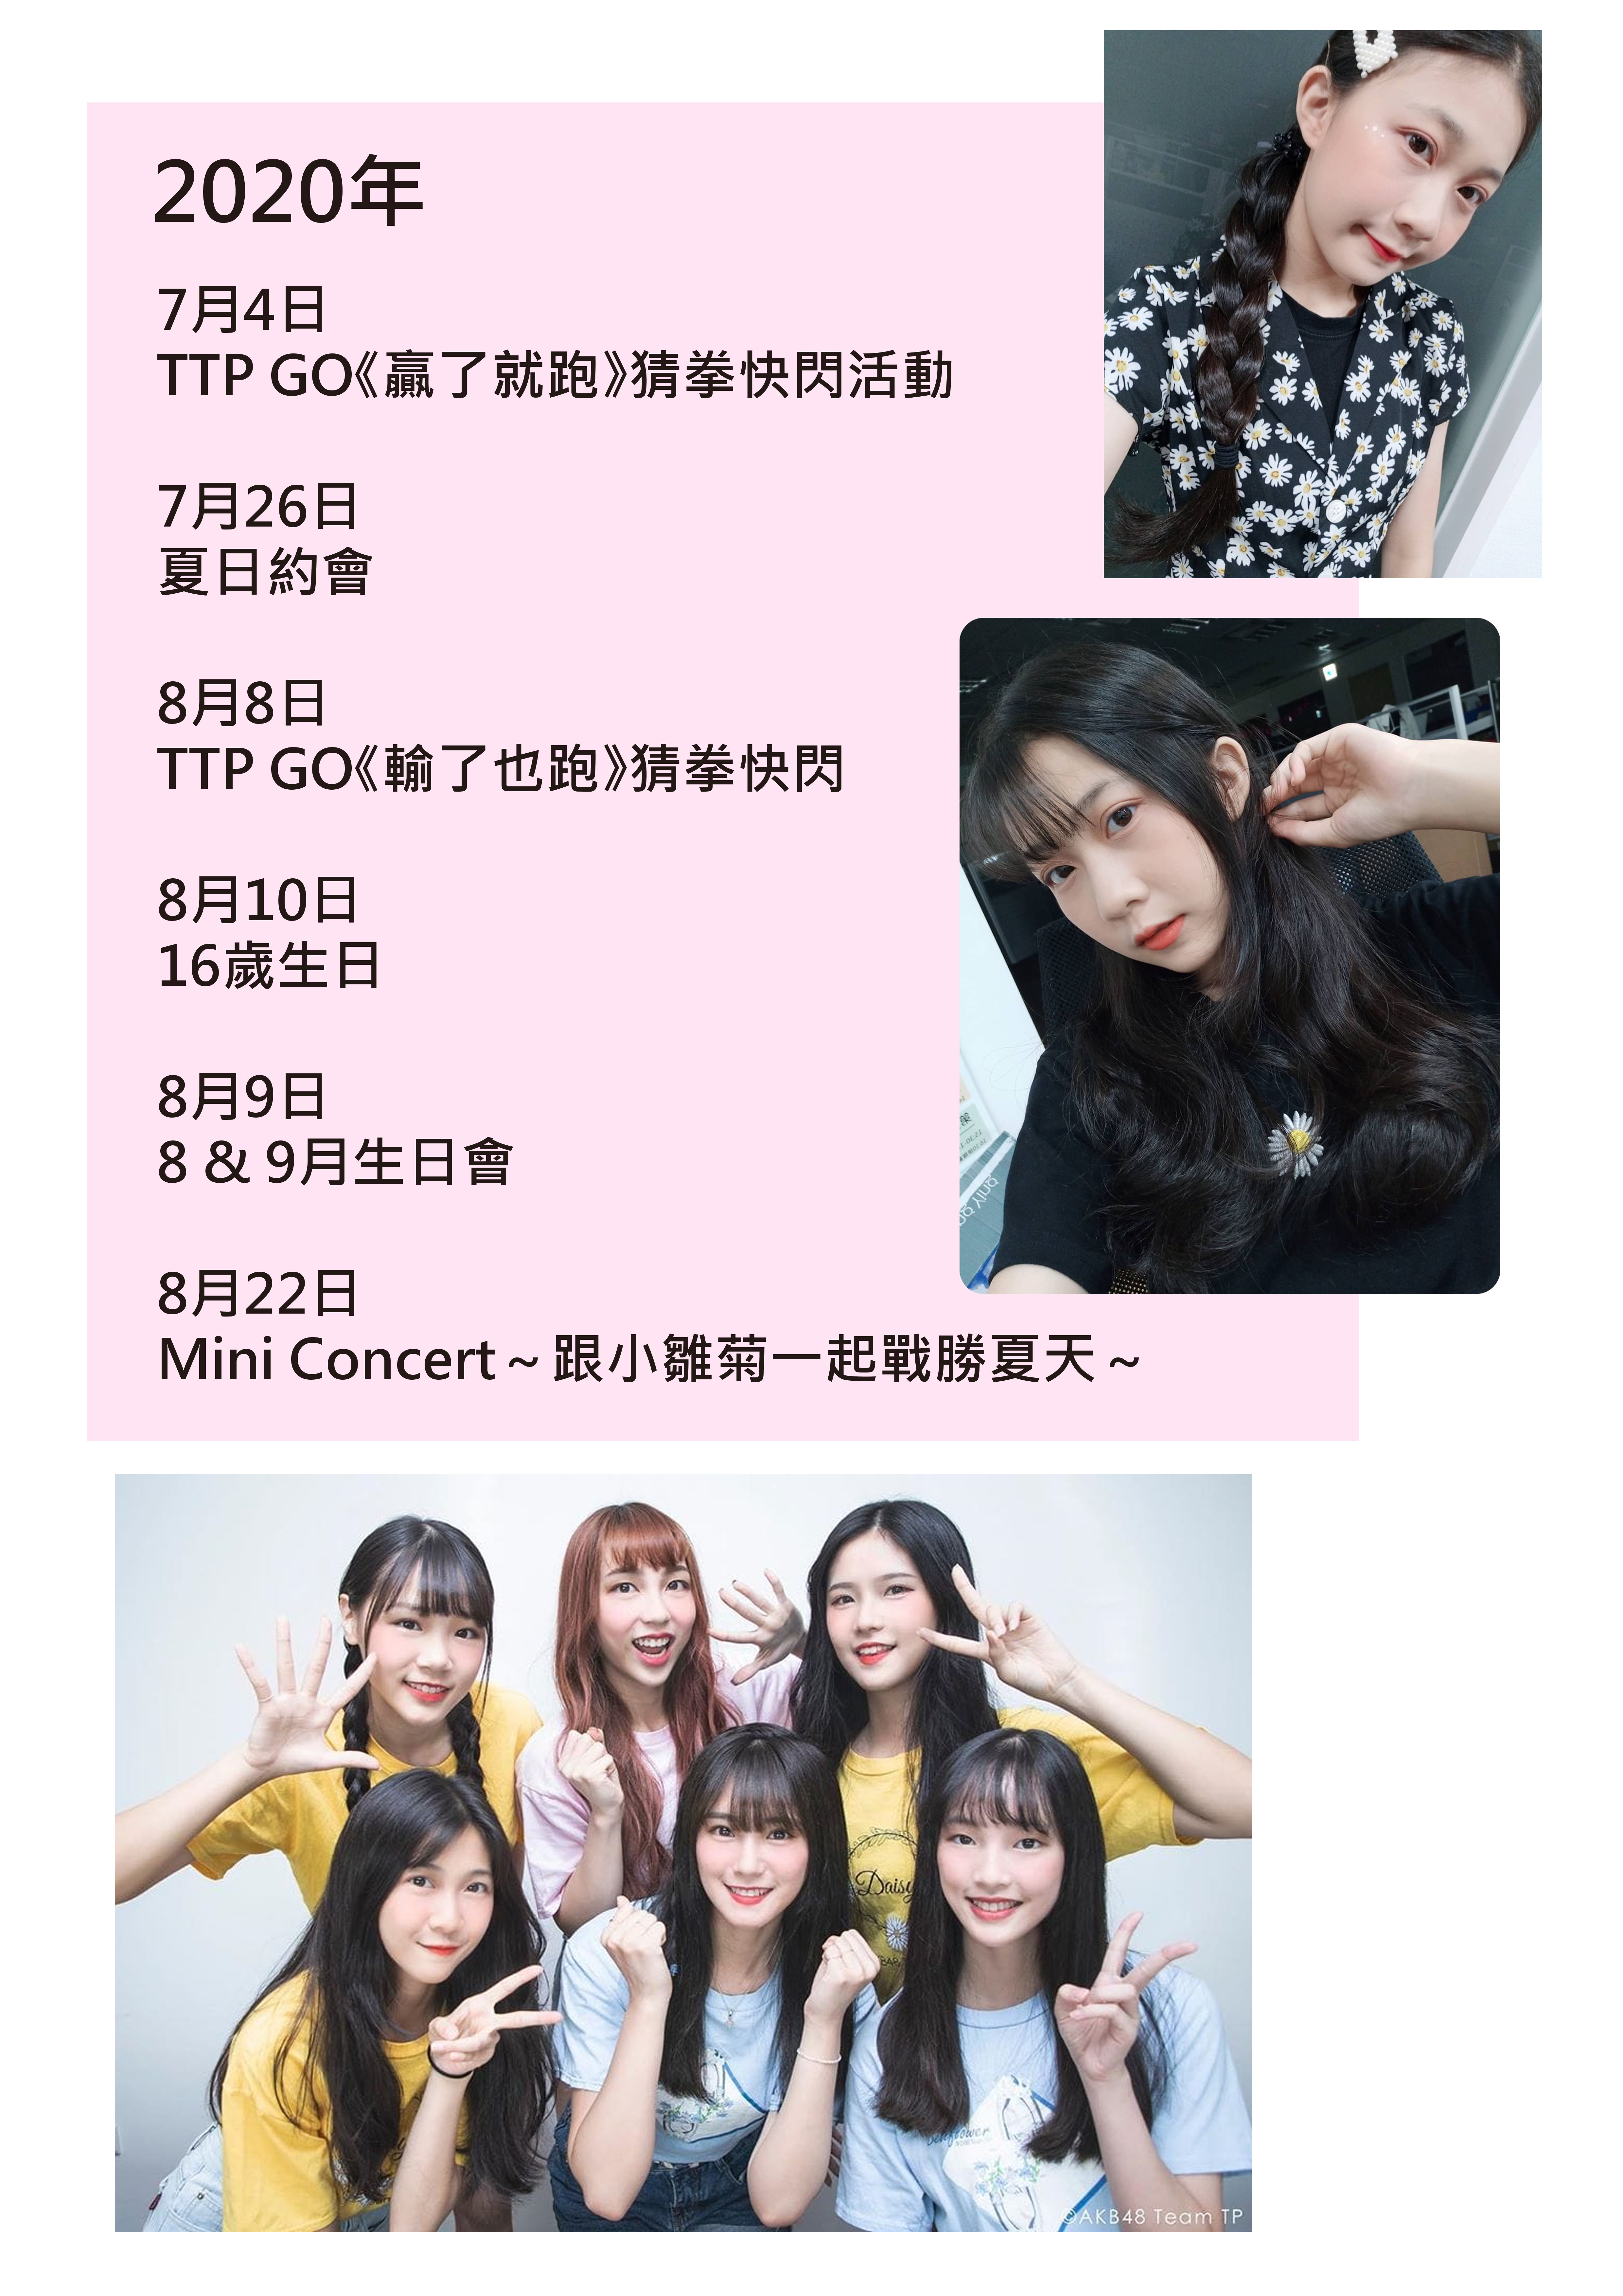 2020年
7月4日
TTP GO《贏了就跑》猜拳快閃活動
7月26日
夏日約會
8月8日
TTP GO《輸了也跑》猜拳快閃
8月10日
16歲生日
8月9日
8 & 9月生日會
8月22日
Mini Concert～跟小雛菊一起戰勝夏天～
Daisy
©AKB48 Team TP